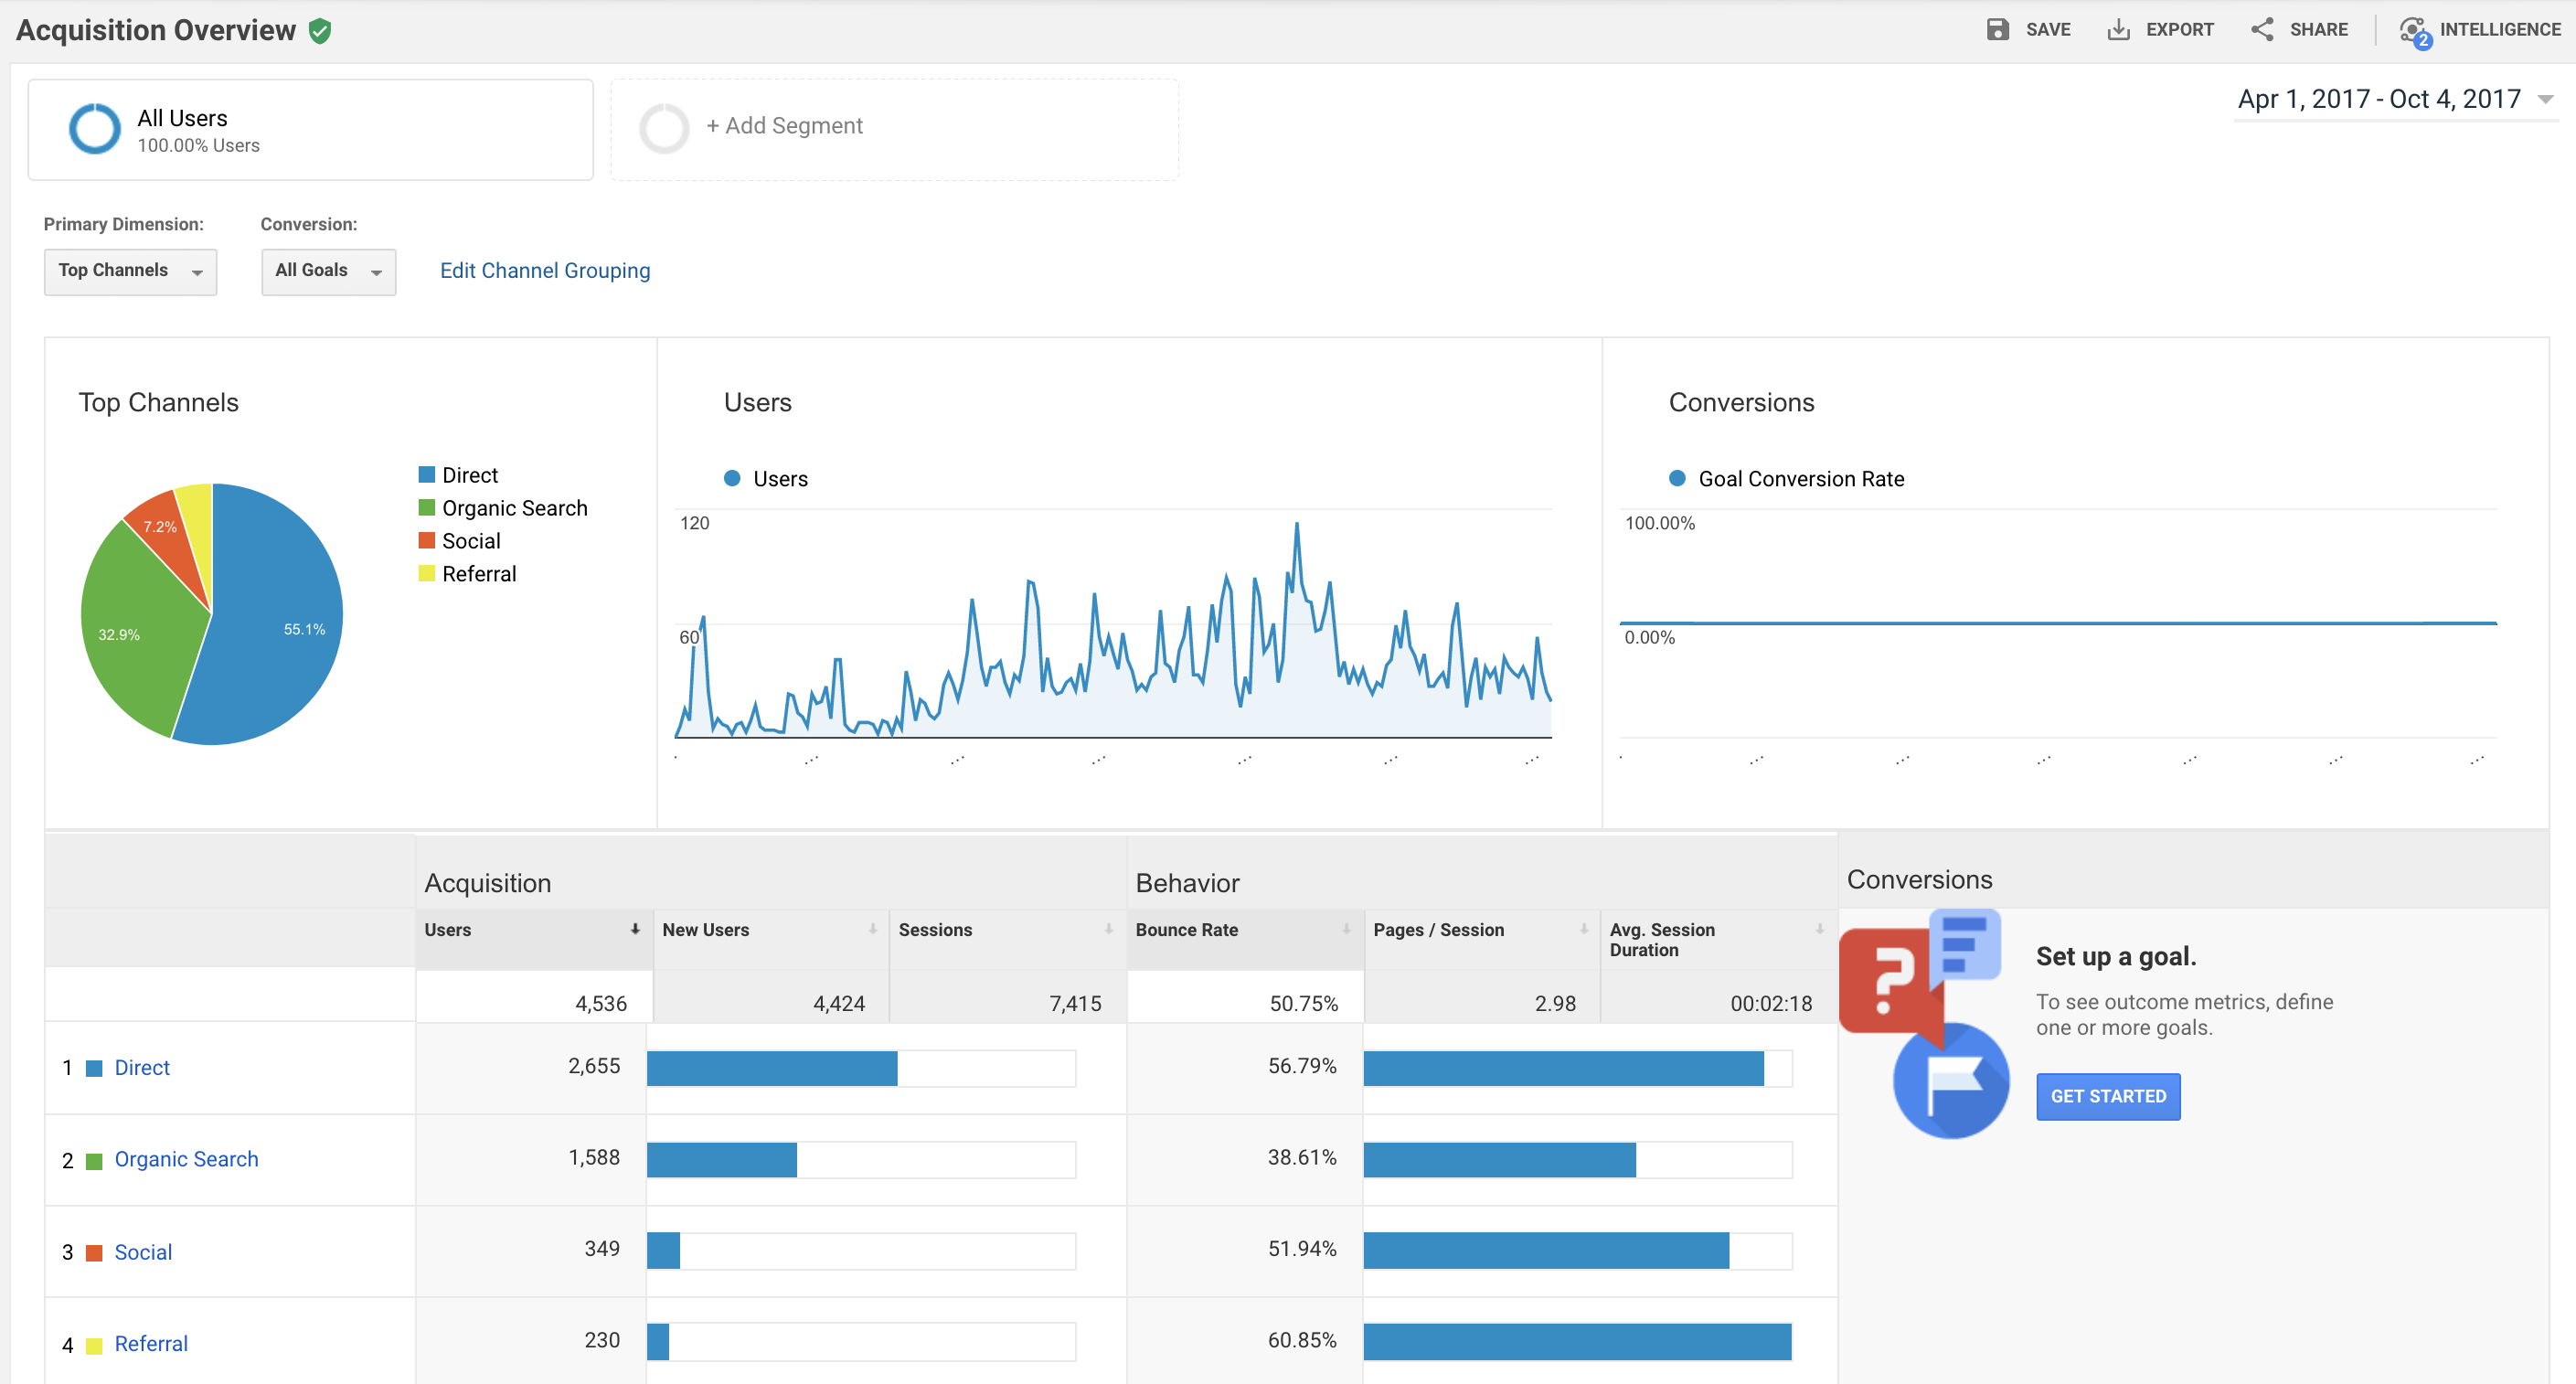 Acquisition Overview
SAVE
EXPORT
SHARE
2
INTELLIGENCE
All Users
100.00% Users
+ Add Segment
Apr 1, 2017 - Oct 4, 2017
Primary Dimension:
Conversion:
Top Channels
All Goals
Edit Channel Grouping
Top Channels
Direct
Organic Search
Social
Referral
7.2%
32.9%
55.1%
Users
Users
120
60
Conversions
Goal Conversion Rate
100.00%
0.00%
Acquisition
Behavior
Conversions
Users
New Users
Sessions
Bounce Rate
Pages / Session
Avg. Session
Duration
4,536
4,424
7,415
50.75%
2.98
00:02:18
1 Direct
2,655
56.79%
2 Organic Search
1,588
38.61%
3 Social
349
51.94%
4 Referral
230
60.85%
?
Set up a goal.
To see outcome metrics, define
one or more goals.
GET STARTED